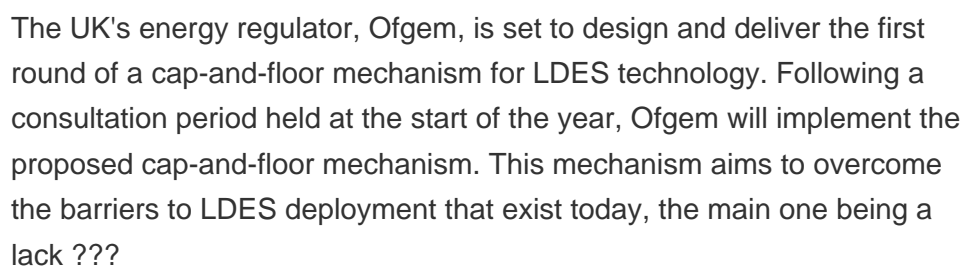 The UK's energy regulator, Ofgem, is set to design and deliver the first
round of a cap-and-floor mechanism for LDES technology. Following a
consultation period held at the start of the year, Ofgem will implement the
proposed cap-and-floor mechanism. This mechanism aims to overcome
the barriers to LDES deployment that exist today, the main one being a
lack ???